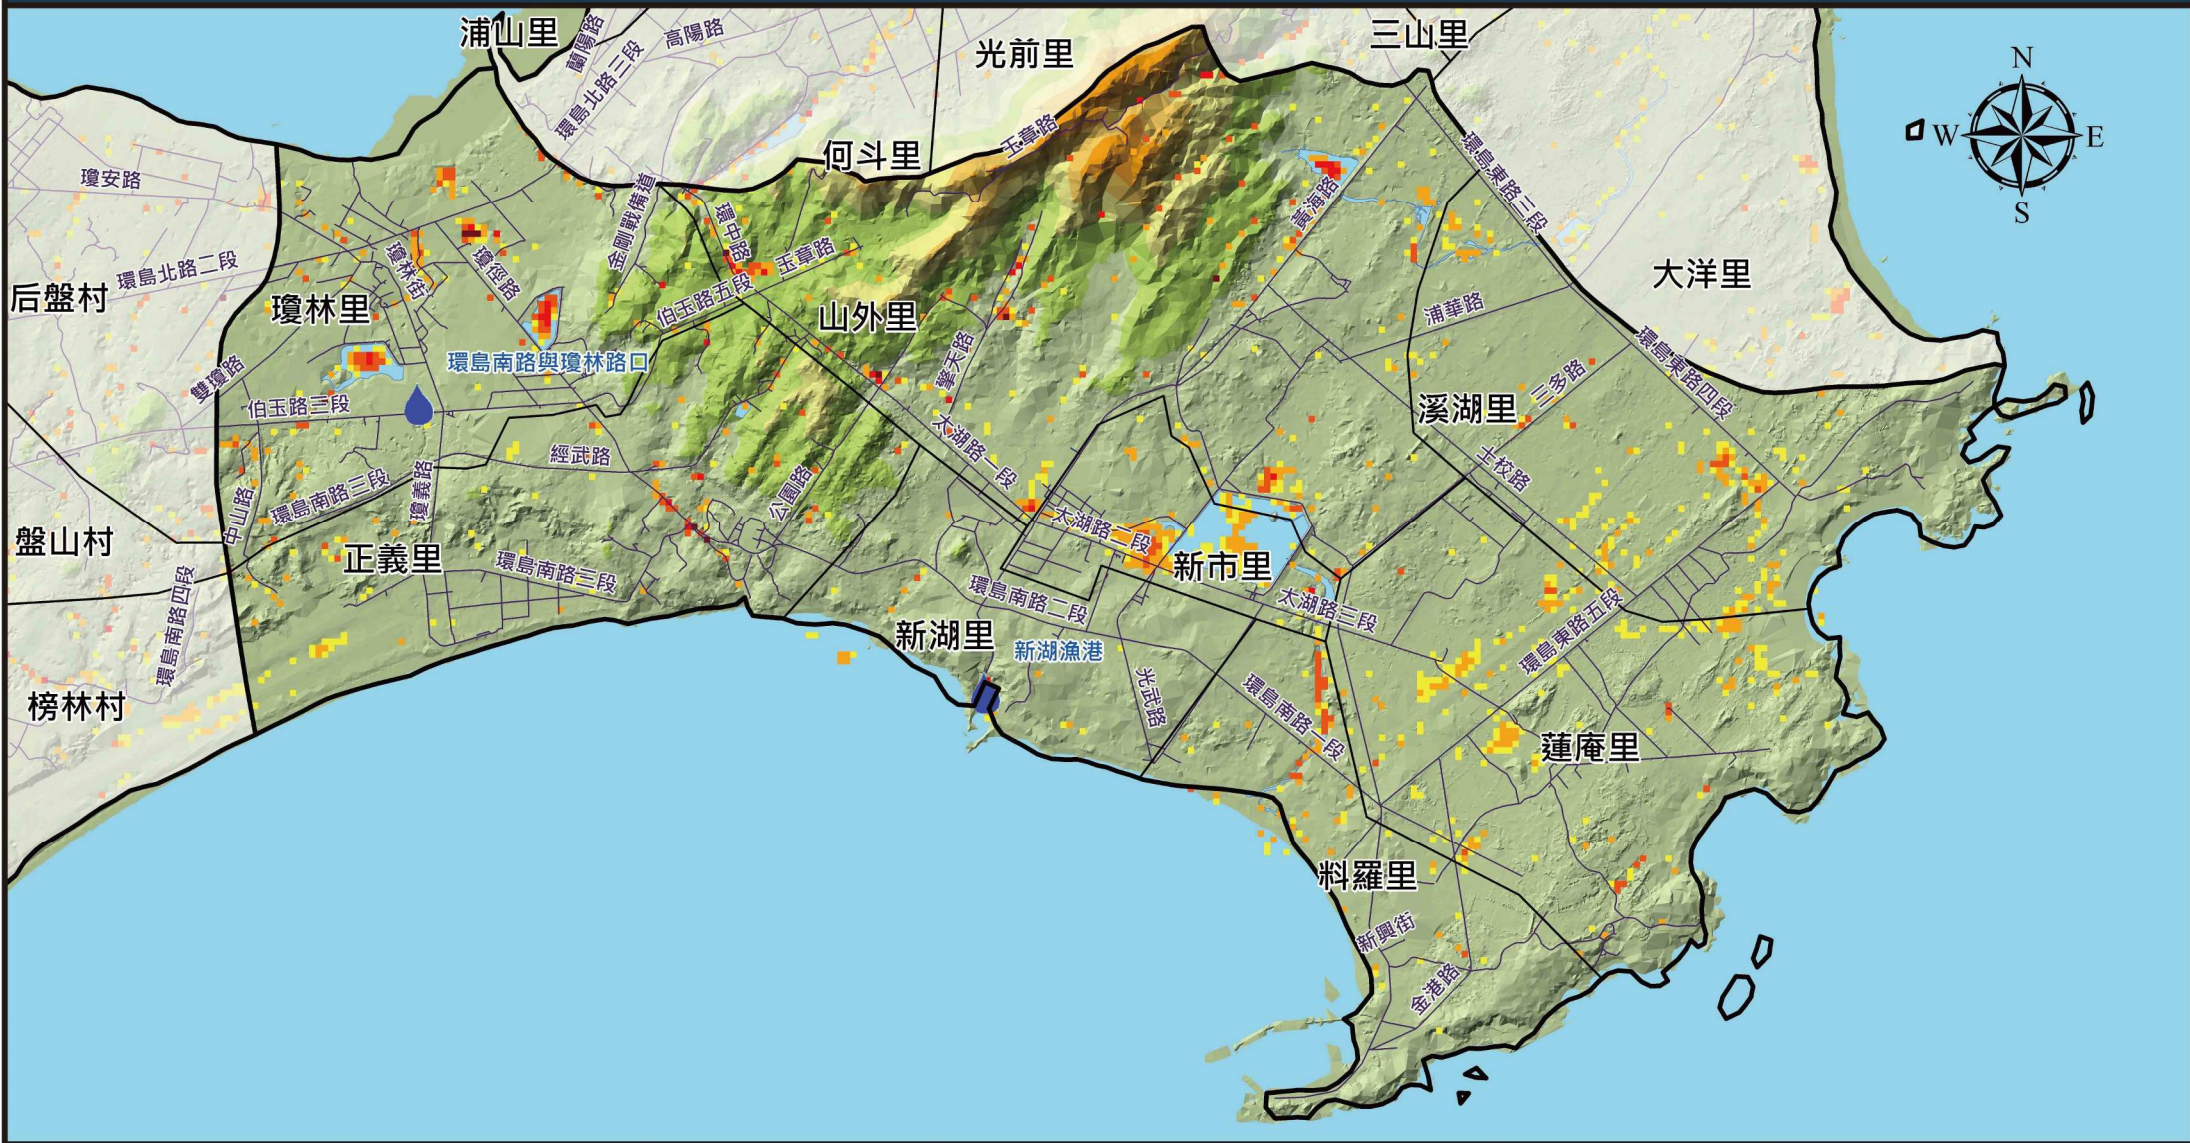 浦山里
蘭陽路
高陽路
環島北路三段
光前里
三山里
N
W
E
S
瓊安路
何斗里
玉章路
環島東路三段
金剛戰備道
環中路
黃海路
環島北路二段
后盤村
瓊林街
瓊徑路
玉章路
伯玉路五段
大洋里
瓊林里
山外里
浦華路
環島南路與瓊林路口
擎天路
雙瓊路
環島東路四段
三多路
伯玉路三段
溪湖里
太湖路一段
經武路
士校路
瓊義路
公園路
環島南路三段
中山路
太湖路二段
盤山村
正義里
環島南路三段
新市里
環島南路二段
太湖路三段
環島南路四段
新湖里
新湖漁港
環島東路五段
光武路
環島南路一段
榜林村
蓮庵里
料羅里
新興街
金港路